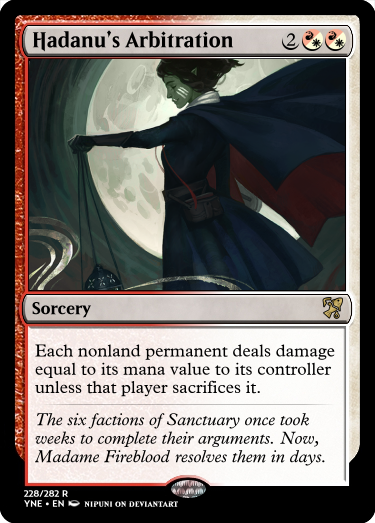 Hadanu's Arbitration 2
Sorcery
Each nonland permanent deals damage
equal to its mana value to its controller
unless that player sacrifices it.
The six factions of Sanctuary once took
weeks to complete their arguments. Now,
Madame Fireblood resolves them in days.
228/282 R
YNE • EN NIPUNI ON DEVIANTART